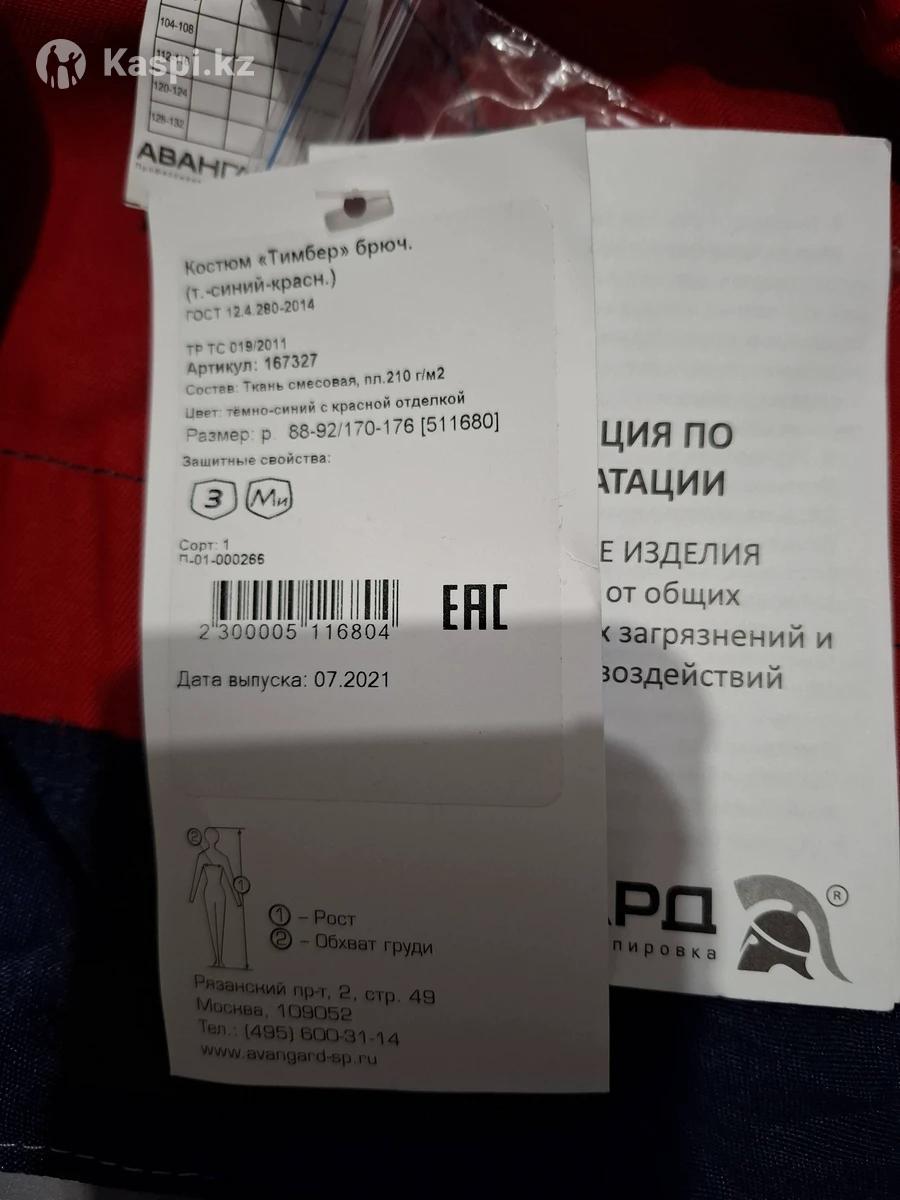 Kaspi.kz
104-108
120-124
128-132
Костюм «Тимбер» брюч.
(т.-синий-красн.)
ГОСТ 12.4.280-2014
ТР ТС 019/2011
Артикул: 167327
Состав: Ткань смесовая, пл.210 г/м2
Цвет: тёмно-синий с красной отделкой
Размер: р. 88-92/170-176 [511680]
Защитные свойства:
З Ми
Сорт: 1
П-01-000266
2 300005 116804
EAC
Дата выпуска: 07.2021
2
1
1 – Рост
2 – Обхват груди
Рязанский пр-т, 2, стр. 49
Москва, 109052
Тел.: (495) 600-31-14
www.avangard-sp.ru
ЦИЯ ПО
АТАЦИИ
Е ИЗДЕЛИЯ
от общих
х загрязнений и
воздействий
АРД ®
пировка